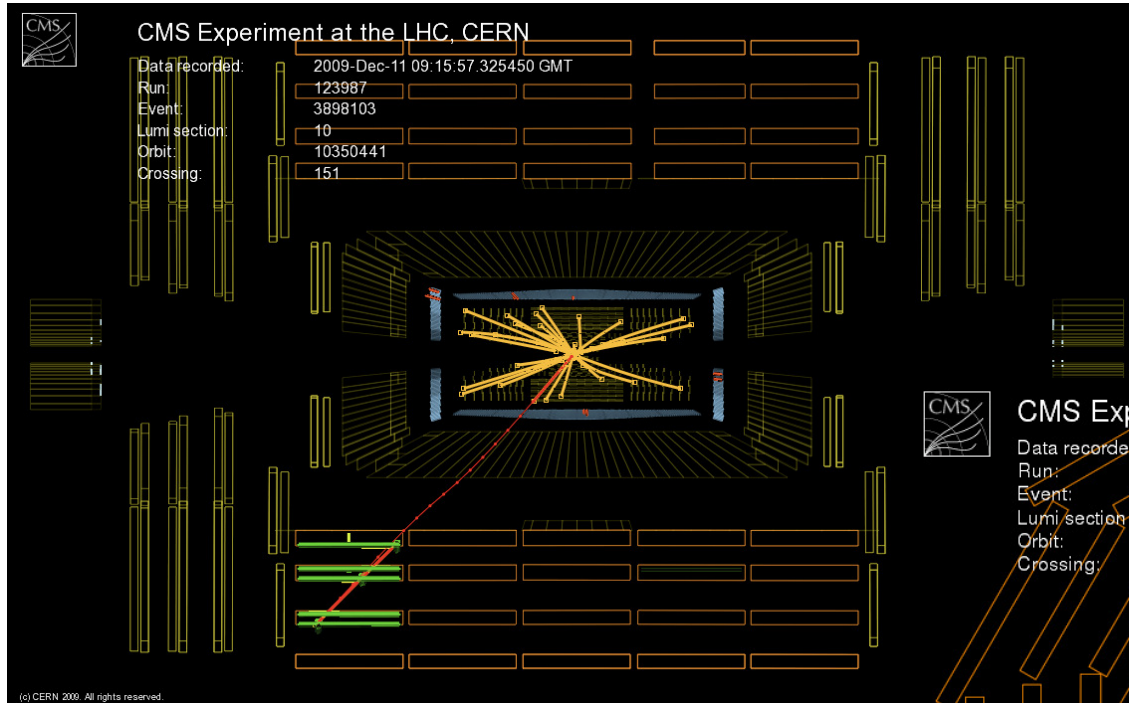 CMS
CMS Experiment at the LHC, CERN
Data recorded: 2009-Dec-11 09:15:57.325450 GMT
Run: 123987
Event: 3898103
Lumi section: 10
Orbit: 10350441
Crossing: 151
CMS
CMS Exp
Data recorde
Run:
Event:
Lumi section
Orbit:
Crossing:
(c) CERN 2009. All rights reserved.